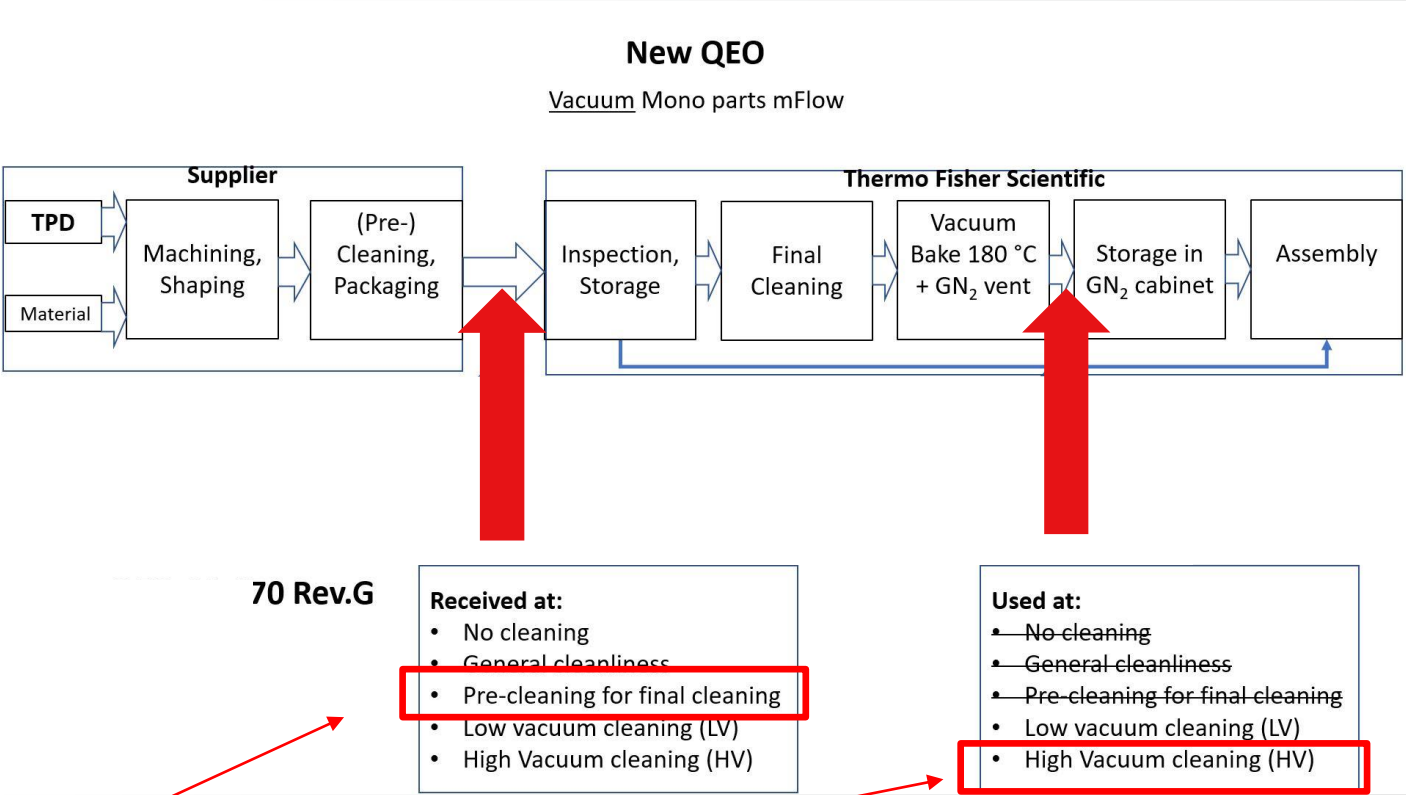 New QEO
Vacuum Mono parts mFlow
Supplier
Thermo Fisher Scientific
TPD
Material
Machining,
Shaping
(Pre-)
Cleaning,
Packaging
Inspection,
Storage
Final
Cleaning
Vacuum
Bake 180 °C
+ GN₂ vent
Storage in
GN₂ cabinet
Assembly
70 Rev.G
Received at:
• No cleaning
• General cleanliness
• Pre-cleaning for final cleaning
• Low vacuum cleaning (LV)
• High Vacuum cleaning (HV)
Used at:
• No cleaning
• General cleanliness
• Pre-cleaning for final cleaning
• Low vacuum cleaning (LV)
• High Vacuum cleaning (HV)